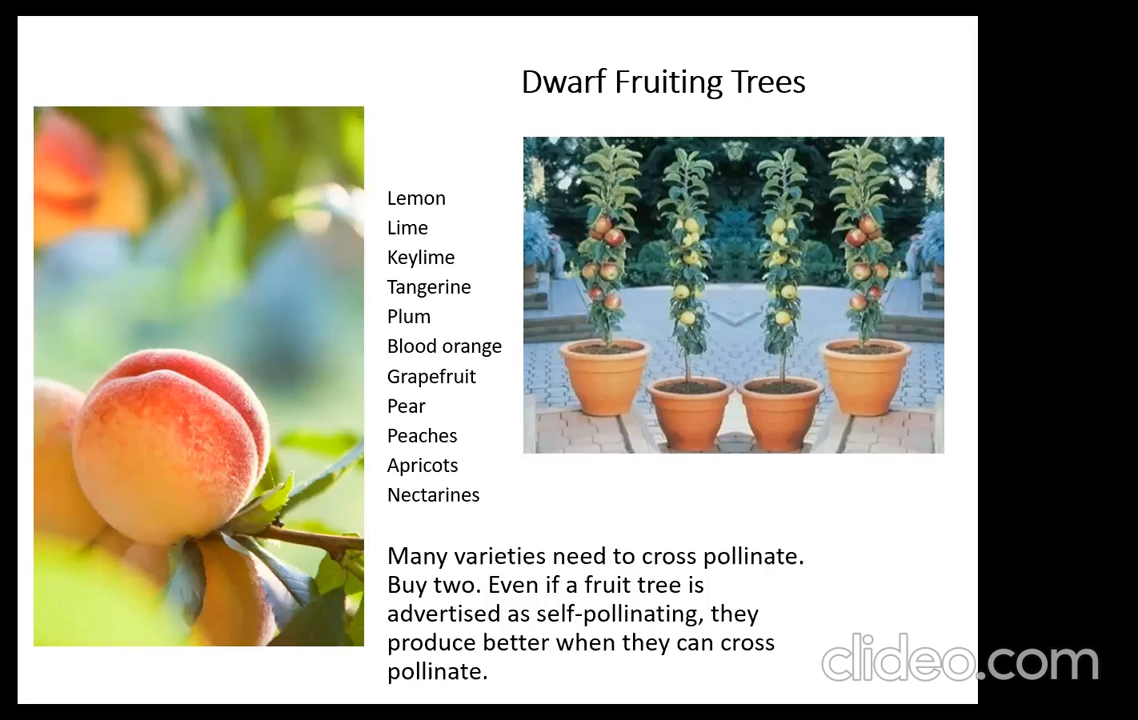 Dwarf Fruiting Trees
Lemon
Lime
Keylime
Tangerine
Plum
Blood orange
Grapefruit
Pear
Peaches
Apricots
Nectarines
Many varieties need to cross pollinate.
Buy two. Even if a fruit tree is
advertised as self-pollinating, they
produce better when they can cross
pollinate.
clideo.com